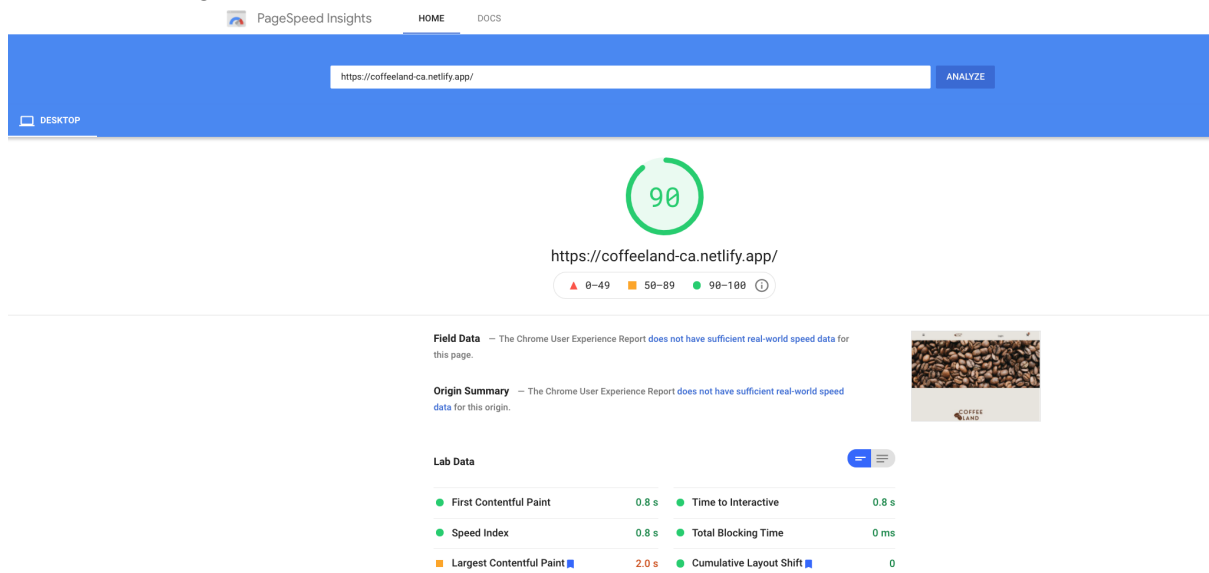 PageSpeed Insights HOME DOCS
https://coffeeland-ca.netlify.app/ ANALYZE
DESKTOP
90
https://coffeeland-ca.netlify.app/
0–49 50–89 90–100
Field Data — The Chrome User Experience Report does not have sufficient real-world speed data for
this page.
Origin Summary — The Chrome User Experience Report does not have sufficient real-world speed
data for this origin.
COFFEE
LAND
Lab Data
First Contentful Paint 0.8 s Time to Interactive 0.8 s
Speed Index 0.8 s Total Blocking Time 0 ms
Largest Contentful Paint 2.0 s Cumulative Layout Shift 0